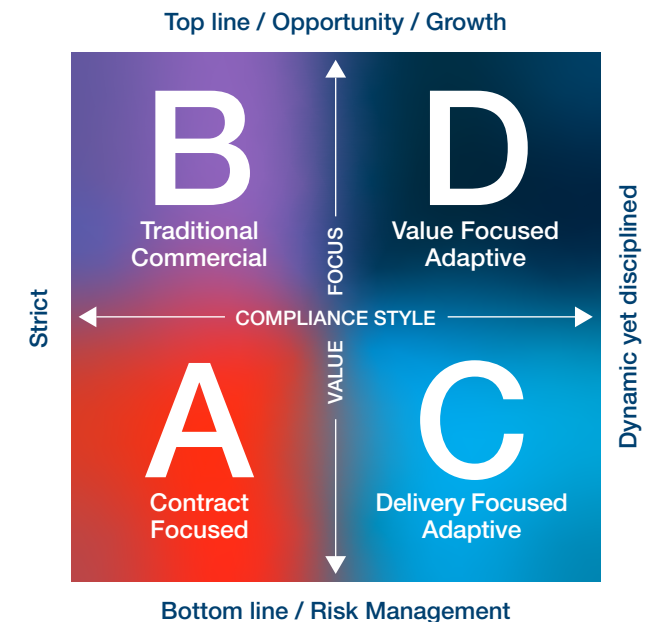 Top line / Opportunity / Growth
B
Traditional
Commercial
D
Value Focused
Adaptive
Strict
COMPLIANCE STYLE
VALUE FOCUS
Dynamic yet disciplined
A
Contract
Focused
C
Delivery Focused
Adaptive
Bottom line / Risk Management